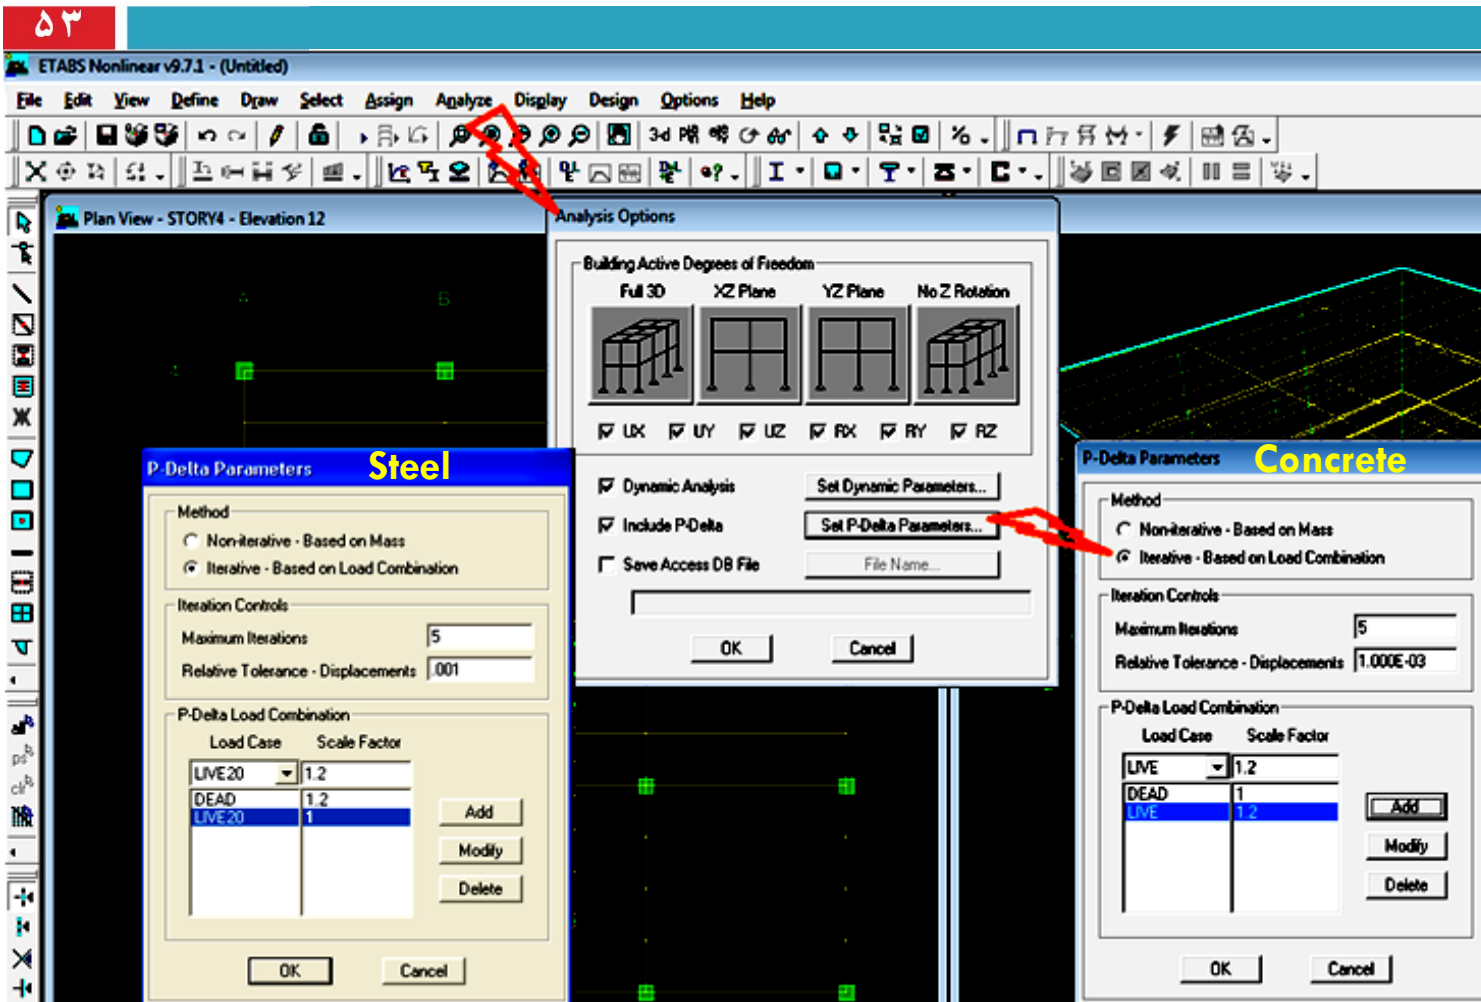 ۵۳
ETABS Nonlinear v9.7.1 - (Untitled)
File Edit View Define Draw Select Assign Analyze Display Design Options Help
3-d
Plan View - STORY4 - Elevation 12
A B
Analysis Options
Building Active Degrees of Freedom
Full 3D XZ Plane YZ Plane No Z Rotation
UX UY UZ RX RY RZ
Dynamic Analysis Set Dynamic Parameters...
Include P-Delta Set P-Delta Parameters...
Save Access DB File File Name...
OK Cancel
P-Delta Parameters Steel
Method
Non-iterative - Based on Mass
Iterative - Based on Load Combination
Iteration Controls
Maximum Iterations 5
Relative Tolerance - Displacements .001
P-Delta Load Combination
Load Case Scale Factor
LIVE20 1.2
DEAD 1.2
LIVE20 1
Add
Modify
Delete
OK Cancel
P-Delta Parameters Concrete
Method
Non-iterative - Based on Mass
Iterative - Based on Load Combination
Iteration Controls
Maximum Iterations 5
Relative Tolerance - Displacements 1.000E-03
P-Delta Load Combination
Load Case Scale Factor
LIVE 1.2
DEAD 1
LIVE 1.2
Add
Modify
Delete
OK Cancel